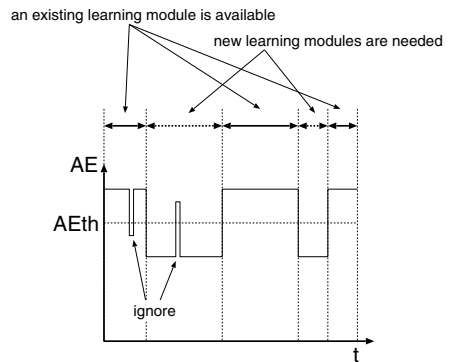 an existing learning module is available
new learning modules are needed
AE
AEth
ignore
t